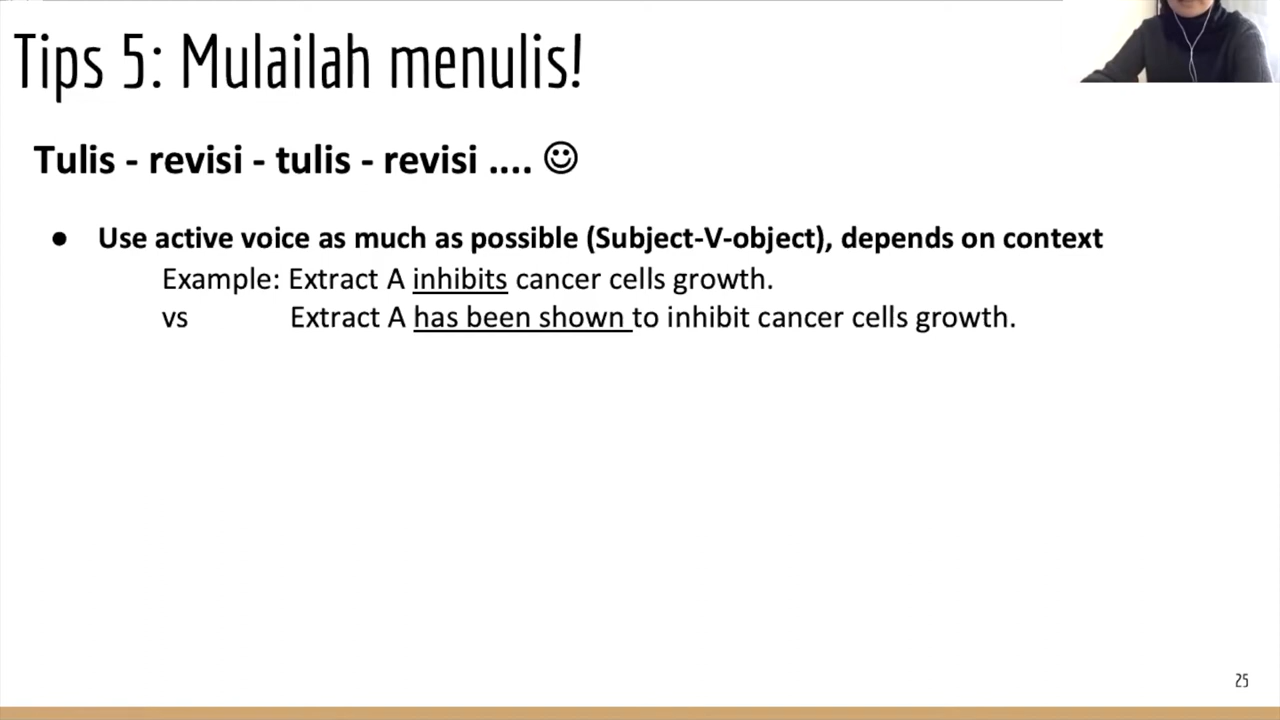 Tips 5: Mulailah menulis!
Tulis - revisi - tulis - revisi .... ☺
● Use active voice as much as possible (Subject-V-object), depends on context
Example: Extract A inhibits cancer cells growth.
vs Extract A has been shown to inhibit cancer cells growth.
25